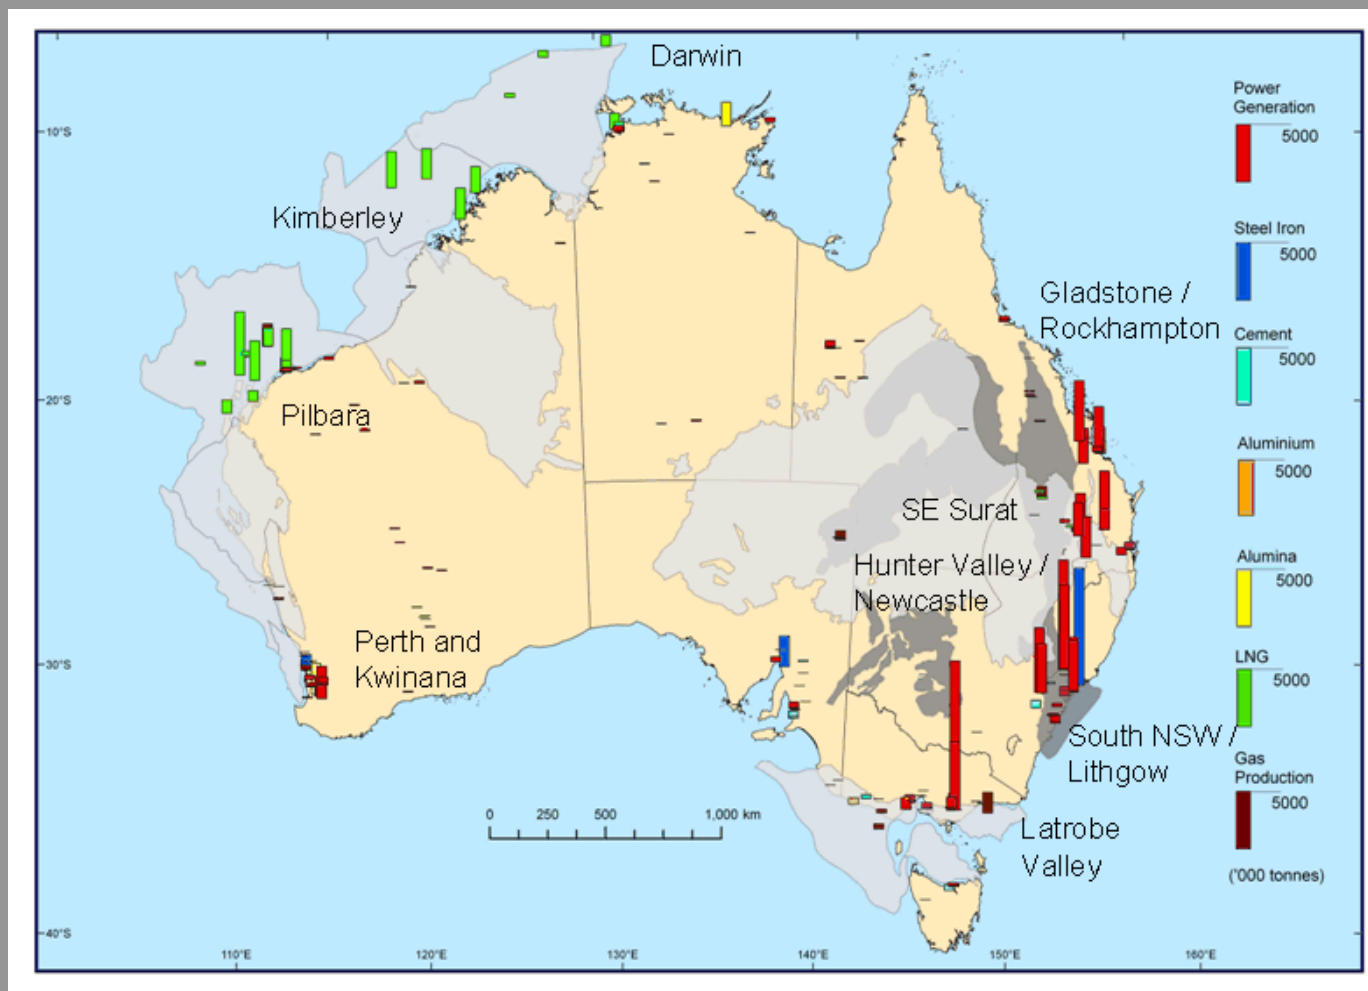 Darwin
Power
Generation
5000
10°S
Kimberley
Steel Iron
5000
Gladstone /
Rockhampton
Cement
5000
20°S
Pilbara
Aluminium
5000
SE Surat
Hunter Valley /
Newcastle
Alumina
5000
Perth and
Kwinana
30°S
LNG
5000
South NSW /
Lithgow
Gas
Production
5000
0
250
500
1,000 km
Latrobe
Valley
('000 tonnes)
40°S
110°E
120°E
130°E
140°E
150°E
160°E